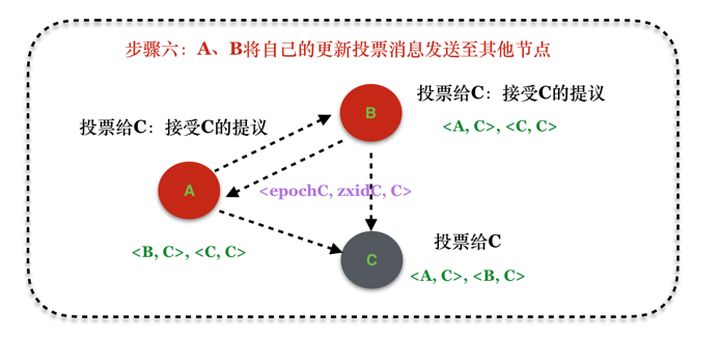 步骤六：A、B将自己的更新投票消息发送至其他节点
投票给C：接受C的提议
B
<A, C>, <C, C>
投票给C：接受C的提议
A
<epochC, zxidC, C>
<B, C>, <C, C>
投票给C
C
<A, C>, <B, C>